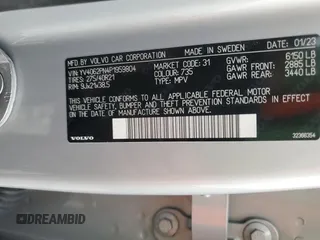 MFD. BY VOLVO CAR CORPORATION MADE IN SWEDEN 01/23
VIN: YV4062PN4P1959804 GVWR: 6150 LB
TIRES: 275/40R21 MARKET CODE: 31 GAWR FRONT: 2885 LB
RIM: 9Jx21x38.5 COLOUR: 735 GAWR REAR: 3440 LB
TYPE: MPV
THIS VEHICLE CONFORMS TO ALL APPLICABLE FEDERAL MOTOR
VEHICLE SAFETY, BUMPER AND THEFT PREVENTION STANDARDS
IN EFFECT ON THE DATE OF MANUFACTURE SHOWN ABOVE.
VOLVO
DREAMBID